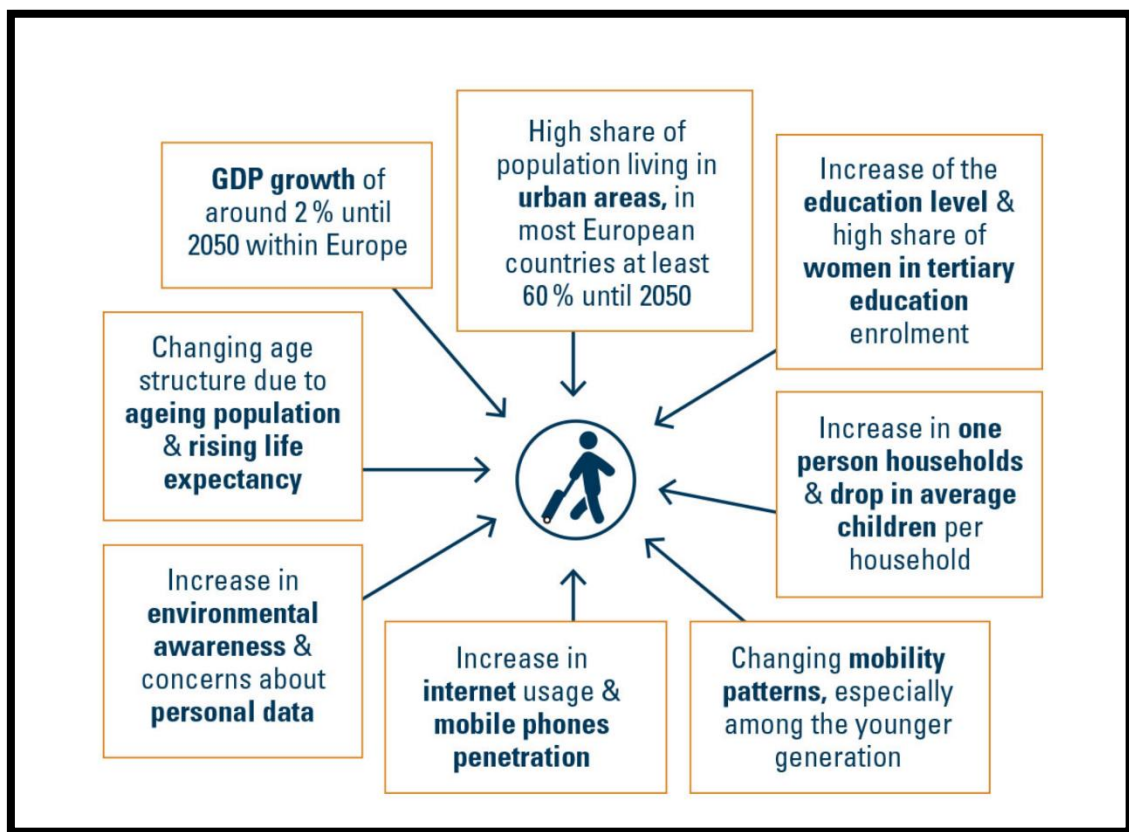 GDP growth of
around 2 % until
2050 within Europe
High share of
population living in
urban areas, in
most European
countries at least
60 % until 2050
Increase of the
education level &
high share of
women in tertiary
education
enrolment
Changing age
structure due to
ageing population
& rising life
expectancy
Increase in one
person households
& drop in average
children per
household
Increase in
environmental
awareness &
concerns about
personal data
Increase in
internet usage &
mobile phones
penetration
Changing mobility
patterns, especially
among the younger
generation